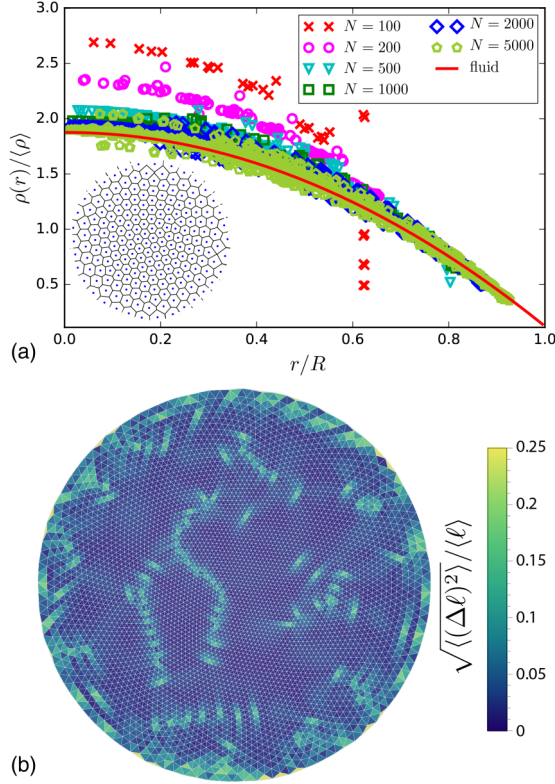 3.0
2.5
2.0
1.5
1.0
0.5
ρ(r)/⟨ρ⟩
N = 100
N = 200
N = 500
N = 1000
N = 2000
N = 5000
fluid
0.0 0.2 0.4 0.6 0.8 1.0
r/R
(a)
0.25
0.2
0.15
0.1
0.05
0
√⟨(Δℓ)²⟩/⟨ℓ⟩
(b)